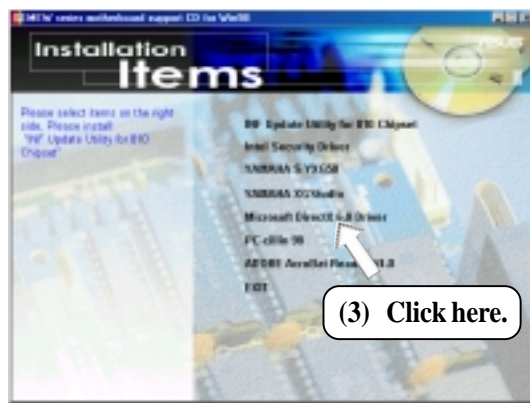 MEW series motherboard support CD for Win98
Installation
Items
Please select items on the right
side. Please install
"INF Update Utility for 810
Chipset"
INF Update Utility for 810 Chipset
Intel Security Driver
YAMAHA S-YXG50
YAMAHA XGStudio
Microsoft DirectX 6.0 Driver
PC-cillin 98
ADOBE Acrobat Reader
EXIT
(3) Click here.